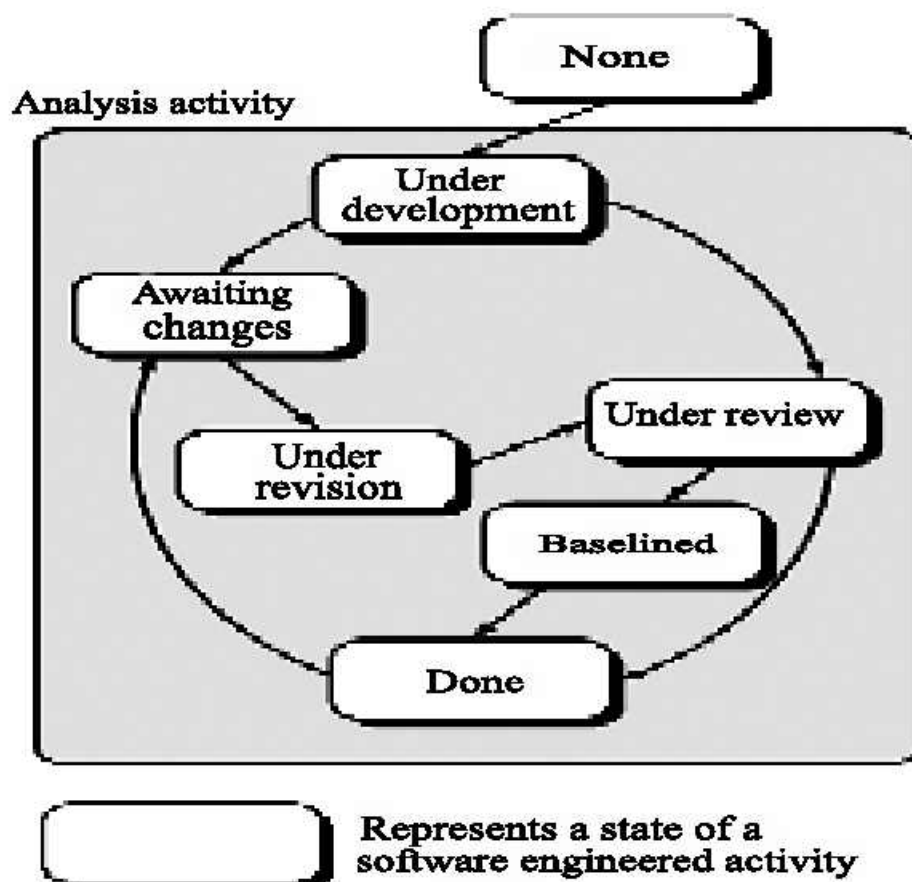 None
Analysis activity
Under
development
Awaiting
changes
Under review
Under
revision
Baselined
Done
Represents a state of a
software engineered activity